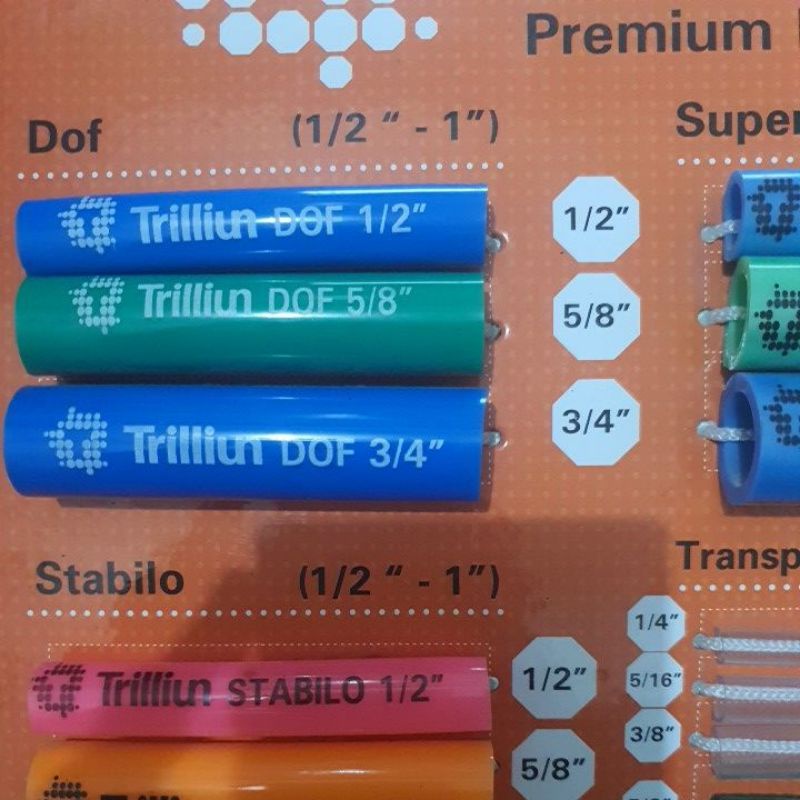 Premium
Dof (1/2 “ - 1”)
Super
Trilliun DOF 1/2”
1/2”
Trilliun DOF 5/8”
5/8”
Trilliun DOF 3/4”
3/4”
Stabilo (1/2 “ - 1”)
Transp
1/4”
Trilliun STABILO 1/2”
1/2”
5/16”
3/8”
5/8”